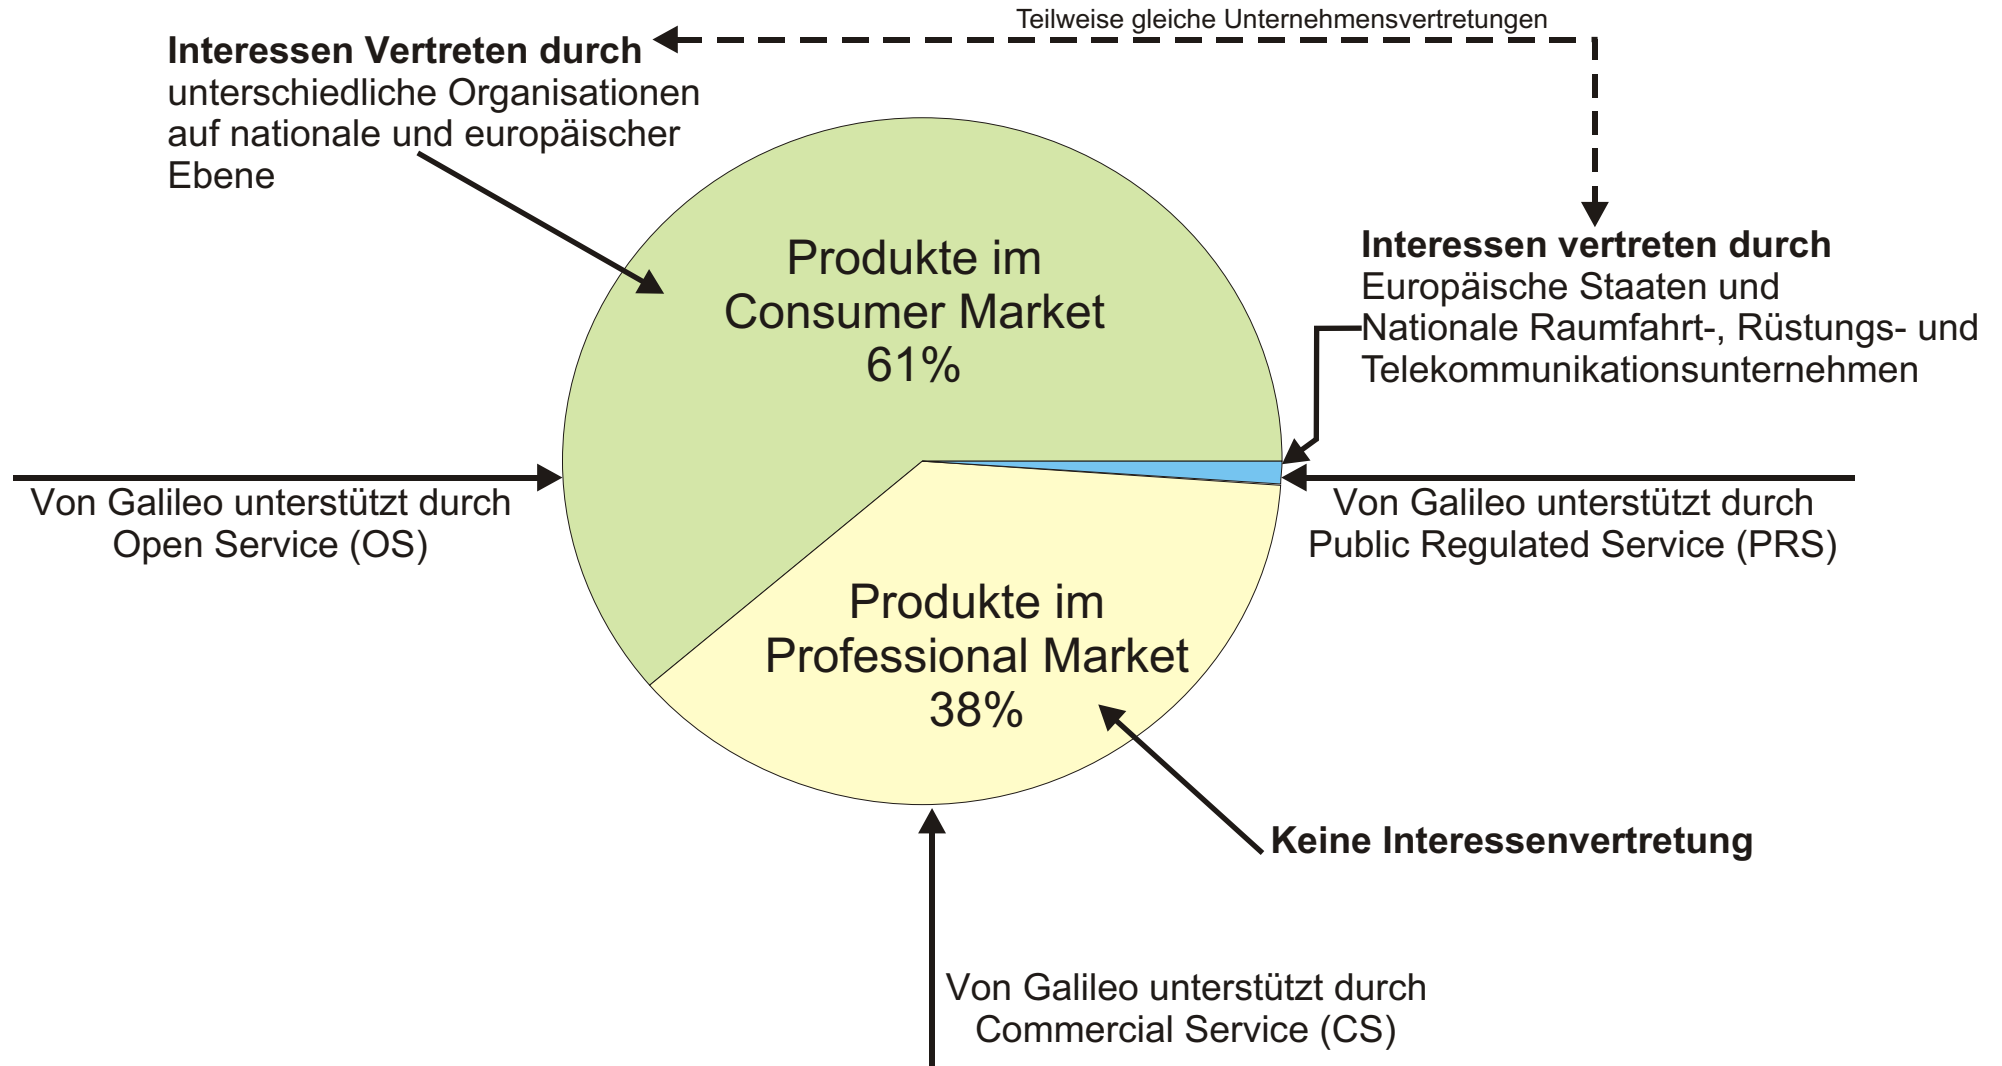 Teilweise gleiche Unternehmensvertretungen
Interessen Vertreten durch
unterschiedliche Organisationen
auf nationale und europäischer
Ebene
Produkte im
Consumer Market
61%
Interessen vertreten durch
Europäische Staaten und
Nationale Raumfahrt-, Rüstungs- und
Telekommunikationsunternehmen
Von Galileo unterstützt durch
Open Service (OS)
Von Galileo unterstützt durch
Public Regulated Service (PRS)
Produkte im
Professional Market
38%
Keine Interessenvertretung
Von Galileo unterstützt durch
Commercial Service (CS)